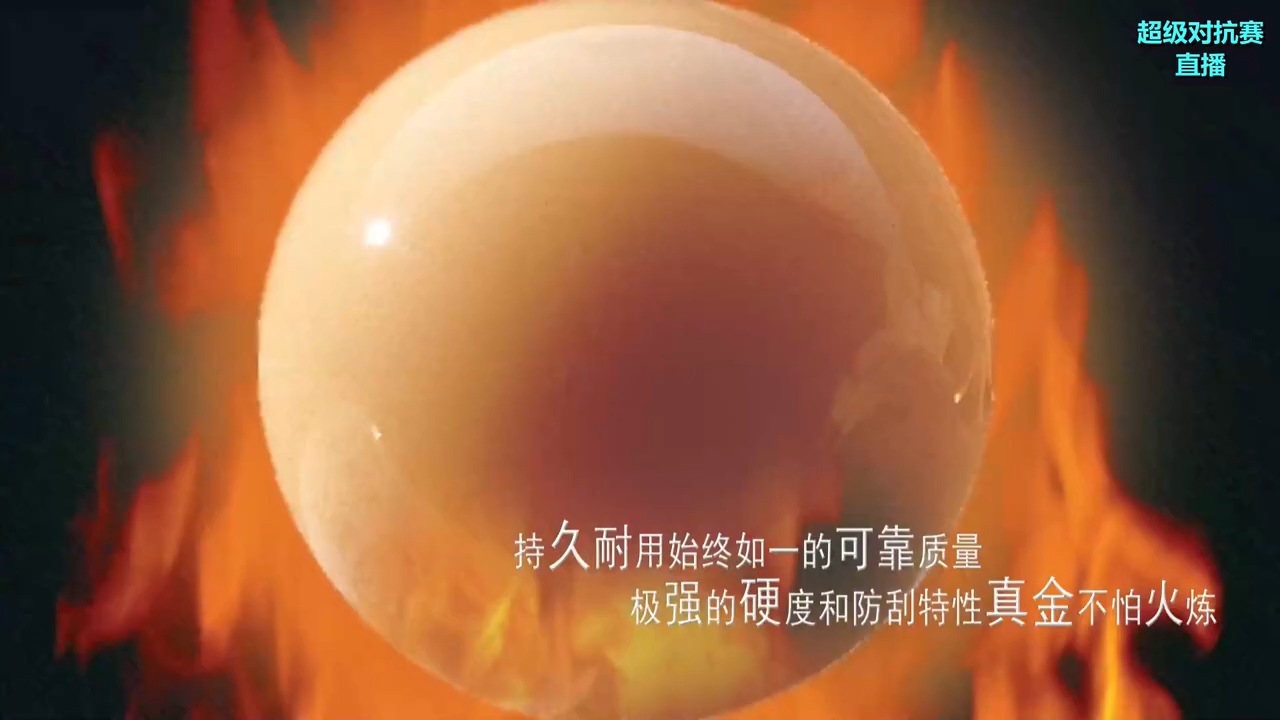 超级对抗赛
直播
持久耐用始终如一的可靠质量
极强的硬度和防刮特性真金不怕火炼